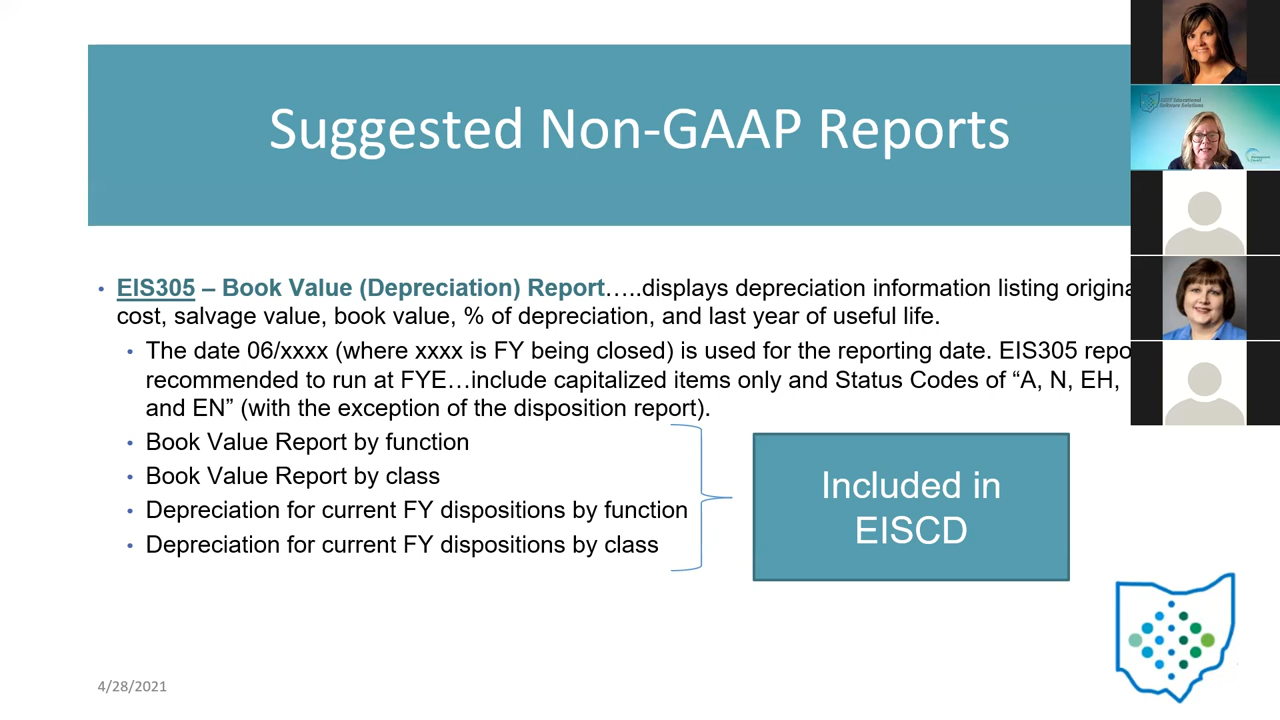 Suggested Non-GAAP Reports
• EIS305 – Book Value (Depreciation) Report…..displays depreciation information listing origina
cost, salvage value, book value, % of depreciation, and last year of useful life.
• The date 06/xxxx (where xxxx is FY being closed) is used for the reporting date. EIS305 repo
recommended to run at FYE…include capitalized items only and Status Codes of “A, N, EH,
and EN” (with the exception of the disposition report).
• Book Value Report by function
• Book Value Report by class
• Depreciation for current FY dispositions by function
• Depreciation for current FY dispositions by class
Included in
EISCD
4/28/2021
Software Solutions